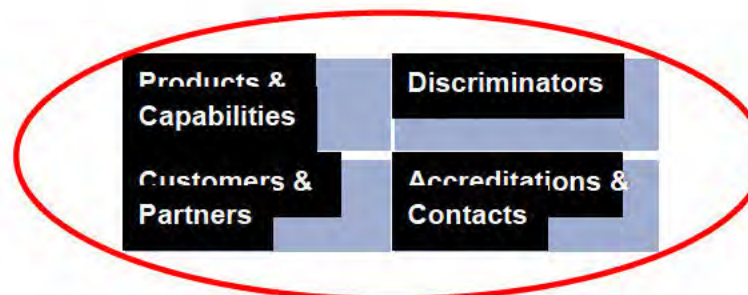 Products &
Capabilities
Discriminators
Customers &
Partners
Accreditations &
Contacts